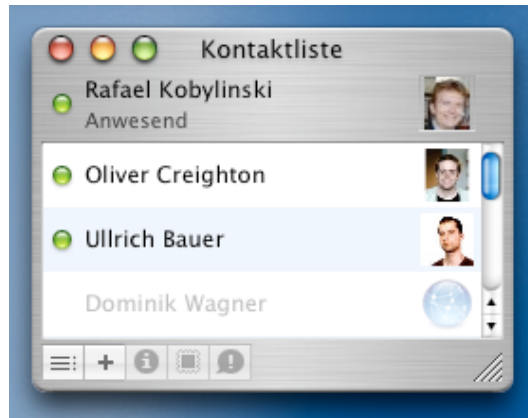 Kontaktliste
Rafael Kobylinski
Anwesend
Oliver Creighton
Ullrich Bauer
Dominik Wagner